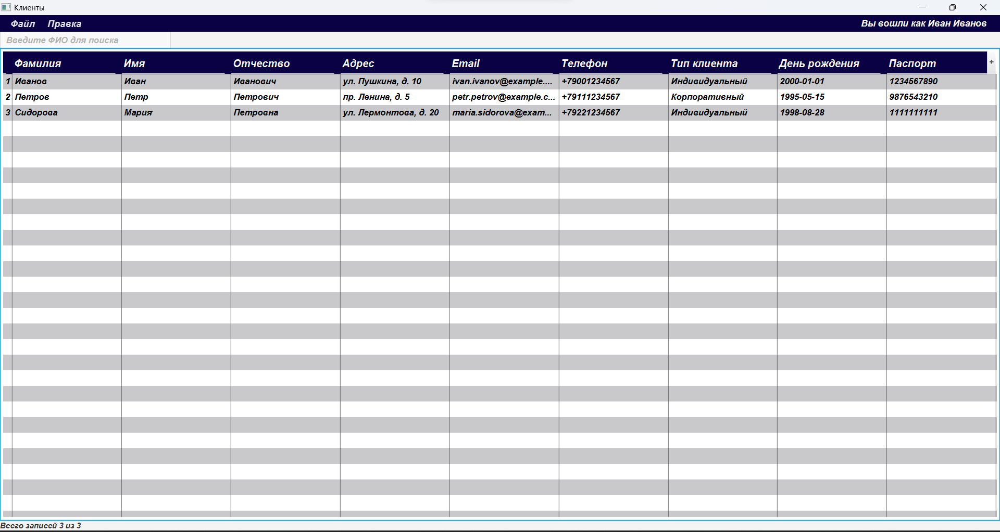 Клиенты
Файл Правка Вы вошли как Иван Иванов
Введите ФИО для поиска
Фамилия Имя Отчество Адрес Email Телефон Тип клиента День рождения Паспорт +
1 Иванов Иван Иванович ул. Пушкина, д. 10 ivan.ivanov@example.... +79001234567 Индивидуальный 2000-01-01 1234567890
2 Петров Петр Петрович пр. Ленина, д. 5 petr.petrov@example.c... +79111234567 Корпоративный 1995-05-15 9876543210
3 Сидорова Мария Петровна ул. Лермонтова, д. 20 maria.sidorova@exam... +79221234567 Индивидуальный 1998-08-28 1111111111
Всего записей 3 из 3